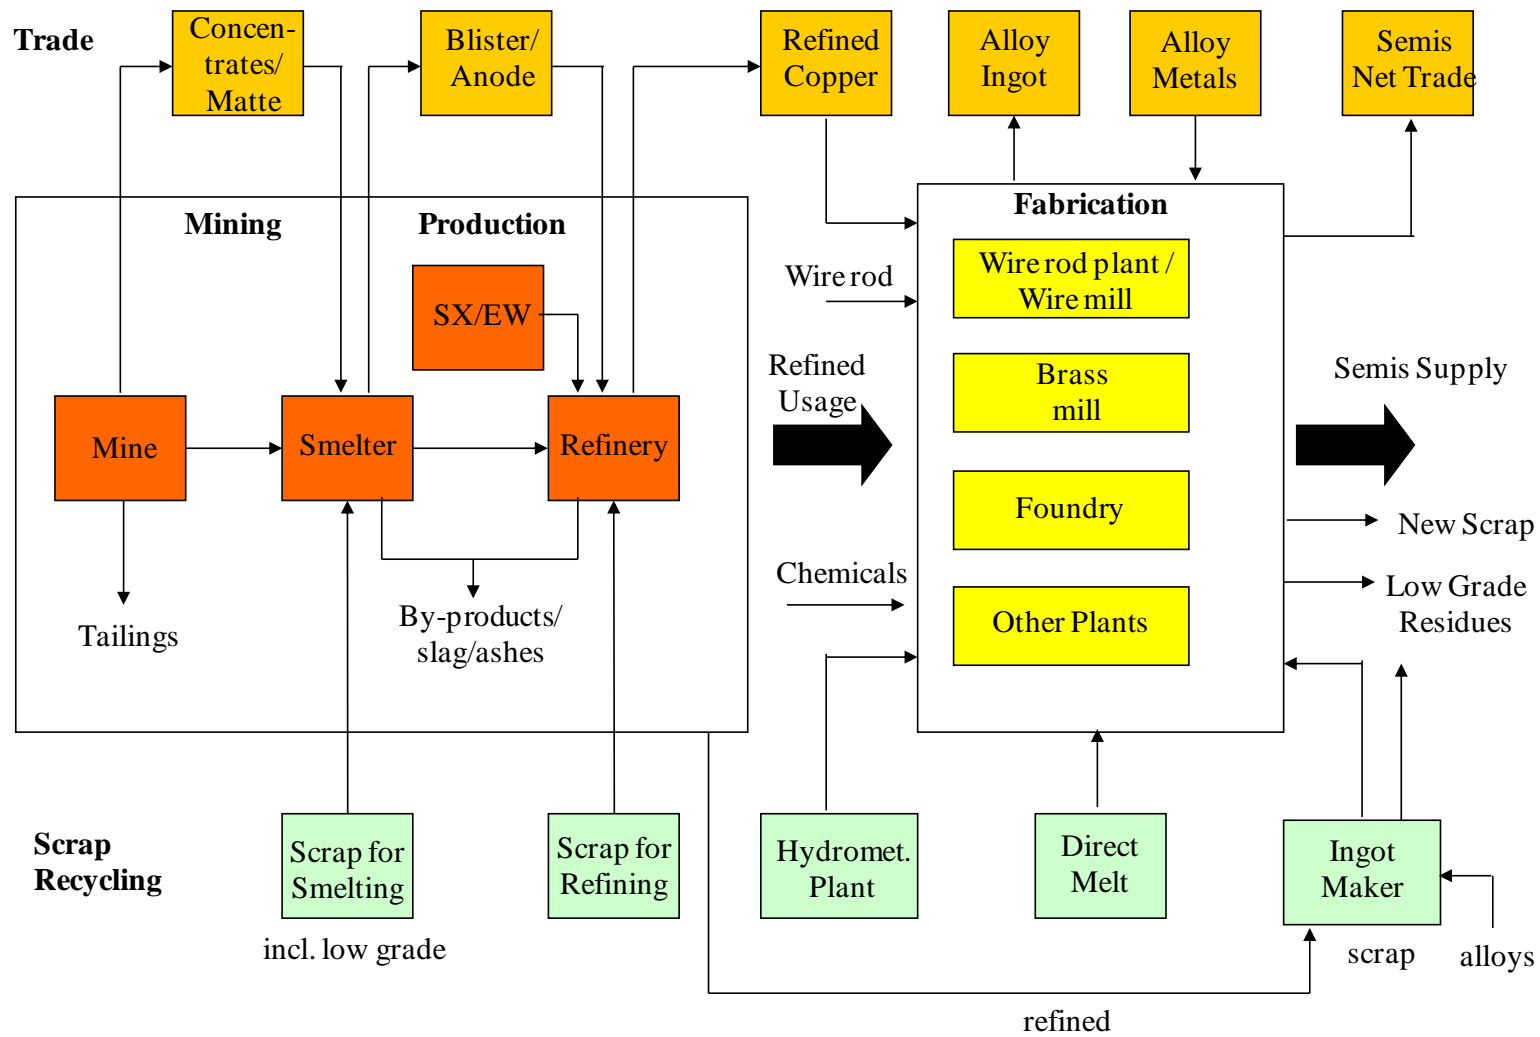 Trade
Concen-
trates/
Matte
Blister/
Anode
Refined
Copper
Alloy
Ingot
Alloy
Metals
Semis
Net Trade
Mining
Production
Fabrication
SX/EW
Mine
Smelter
Refinery
Tailings
By-products/
slag/ashes
Wire rod
Refined
Usage
Chemicals
Wire rod plant /
Wire mill
Brass
mill
Foundry
Other Plants
Semis Supply
New Scrap
Low Grade
Residues
Scrap
Recycling
Scrap for
Smelting
incl. low grade
Scrap for
Refining
Hydromet.
Plant
Direct
Melt
Ingot
Maker
scrap
alloys
refined